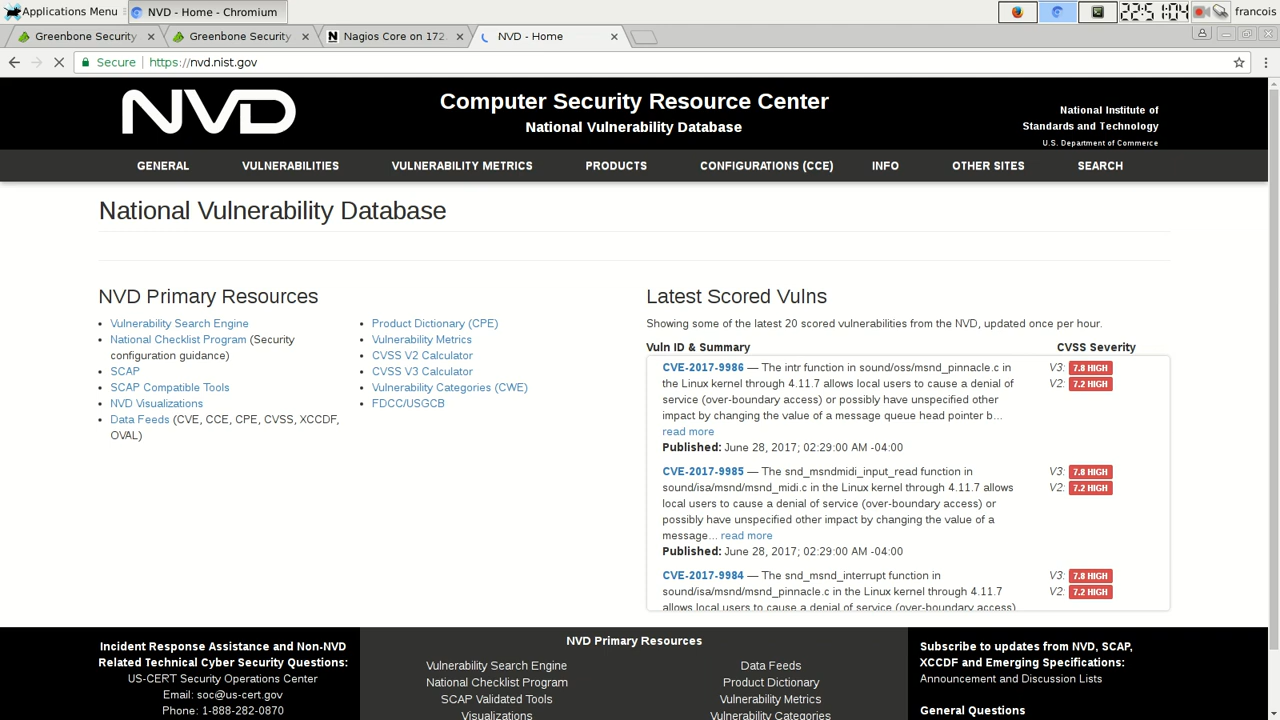 Applications Menu
NVD - Home - Chromium
22:51:04
francois
Greenbone Security
Greenbone Security
Nagios Core on 172.
NVD - Home
Secure
https://nvd.nist.gov
NVD
Computer Security Resource Center
National Vulnerability Database
National Institute of
Standards and Technology
U.S. Department of Commerce
GENERAL
VULNERABILITIES
VULNERABILITY METRICS
PRODUCTS
CONFIGURATIONS (CCE)
INFO
OTHER SITES
SEARCH
National Vulnerability Database
NVD Primary Resources
Vulnerability Search Engine
National Checklist Program (Security
configuration guidance)
SCAP
SCAP Compatible Tools
NVD Visualizations
Data Feeds (CVE, CCE, CPE, CVSS, XCCDF,
OVAL)
Product Dictionary (CPE)
Vulnerability Metrics
CVSS V2 Calculator
CVSS V3 Calculator
Vulnerability Categories (CWE)
FDCC/USGCB
Latest Scored Vulns
Showing some of the latest 20 scored vulnerabilities from the NVD, updated once per hour.
Vuln ID & Summary
CVSS Severity
CVE-2017-9986 — The intr function in sound/oss/msnd_pinnacle.c in
the Linux kernel through 4.11.7 allows local users to cause a denial of
service (over-boundary access) or possibly have unspecified other
impact by changing the value of a message queue head pointer b...
read more
Published: June 28, 2017; 02:29:00 AM -04:00
V3: 7.8 HIGH
V2: 7.2 HIGH
CVE-2017-9985 — The snd_msndmidi_input_read function in
sound/isa/msnd/msnd_midi.c in the Linux kernel through 4.11.7 allows
local users to cause a denial of service (over-boundary access) or
possibly have unspecified other impact by changing the value of a
message... read more
Published: June 28, 2017; 02:29:00 AM -04:00
V3: 7.8 HIGH
V2: 7.2 HIGH
CVE-2017-9984 — The snd_msnd_interrupt function in
sound/isa/msnd/msnd_pinnacle.c in the Linux kernel through 4.11.7
allows local users to cause a denial of service (over-boundary access)
V3: 7.8 HIGH
V2: 7.2 HIGH
Incident Response Assistance and Non-NVD
Related Technical Cyber Security Questions:
US-CERT Security Operations Center
Email: soc@us-cert.gov
Phone: 1-888-282-0870
NVD Primary Resources
Vulnerability Search Engine
National Checklist Program
SCAP Validated Tools
Visualizations
Data Feeds
Product Dictionary
Vulnerability Metrics
Vulnerability Categories
Subscribe to updates from NVD, SCAP,
XCCDF and Emerging Specifications:
Announcement and Discussion Lists
General Questions